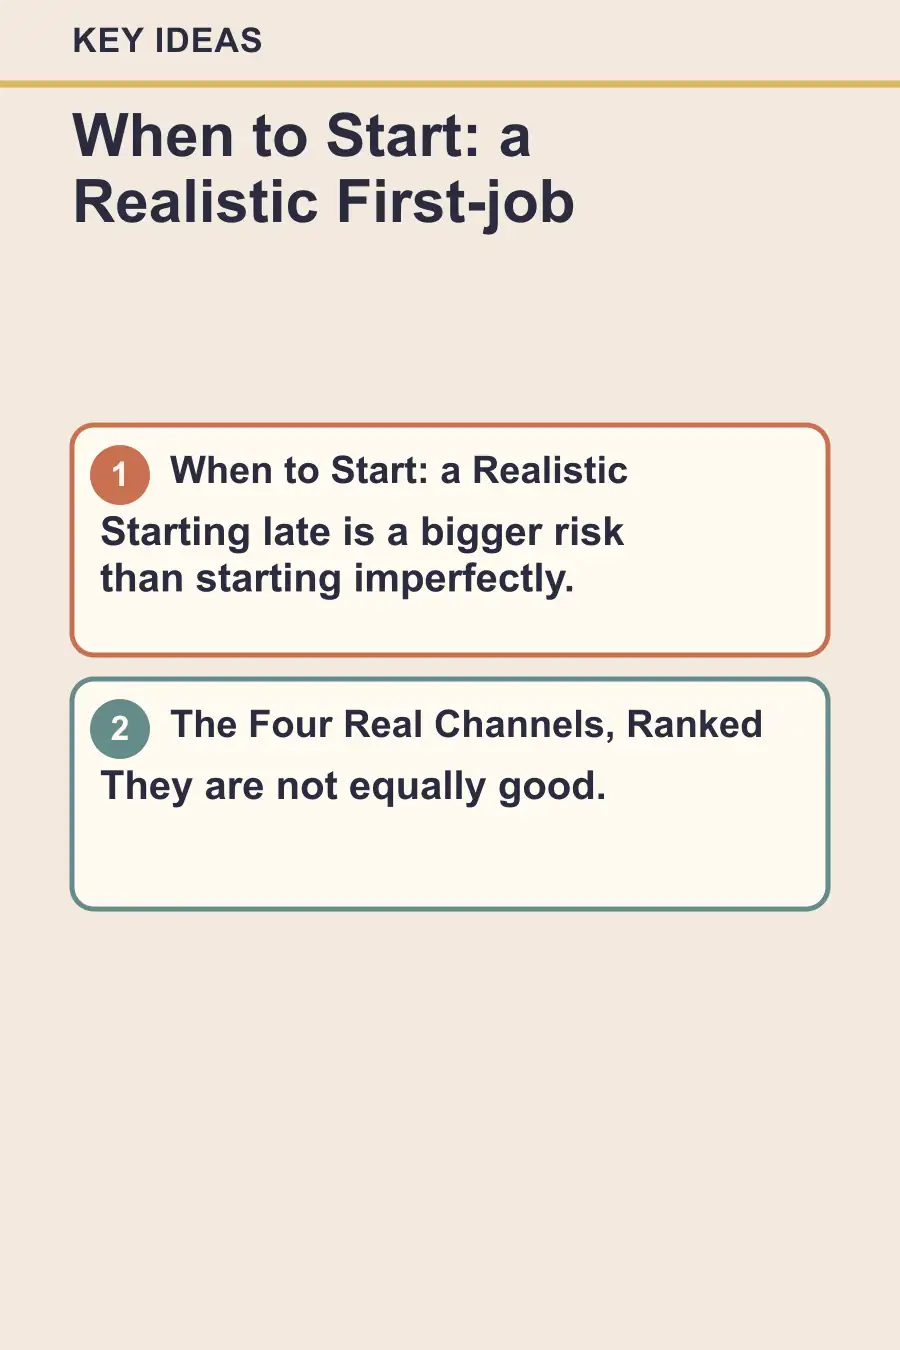 KEY IDEAS
When to Start: a
Realistic First-job
1
When to Start: a Realistic
Starting late is a bigger risk
than starting imperfectly.
2
The Four Real Channels, Ranked
They are not equally good.